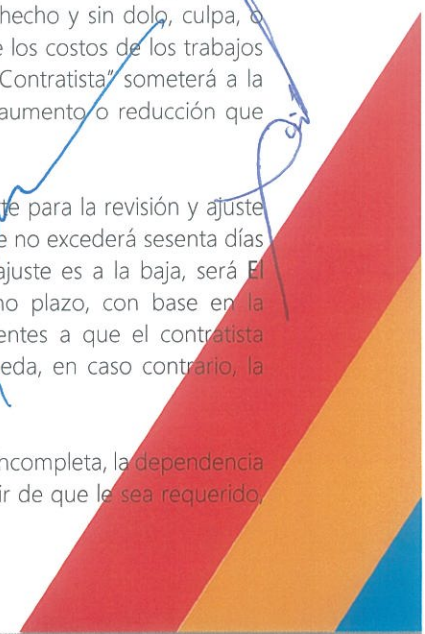 hecho y sin dolo, culpa, o
e los costos de los trabajos
Contratista" someterá a la
aumento o reducción que
te para la revisión y ajuste
e no excederá sesenta días
ajuste es a la baja, será El
no plazo, con base en la
entes a que el contratista
eda, en caso contrario, la
ncompleta, la dependencia
ir de que le sea requerido,